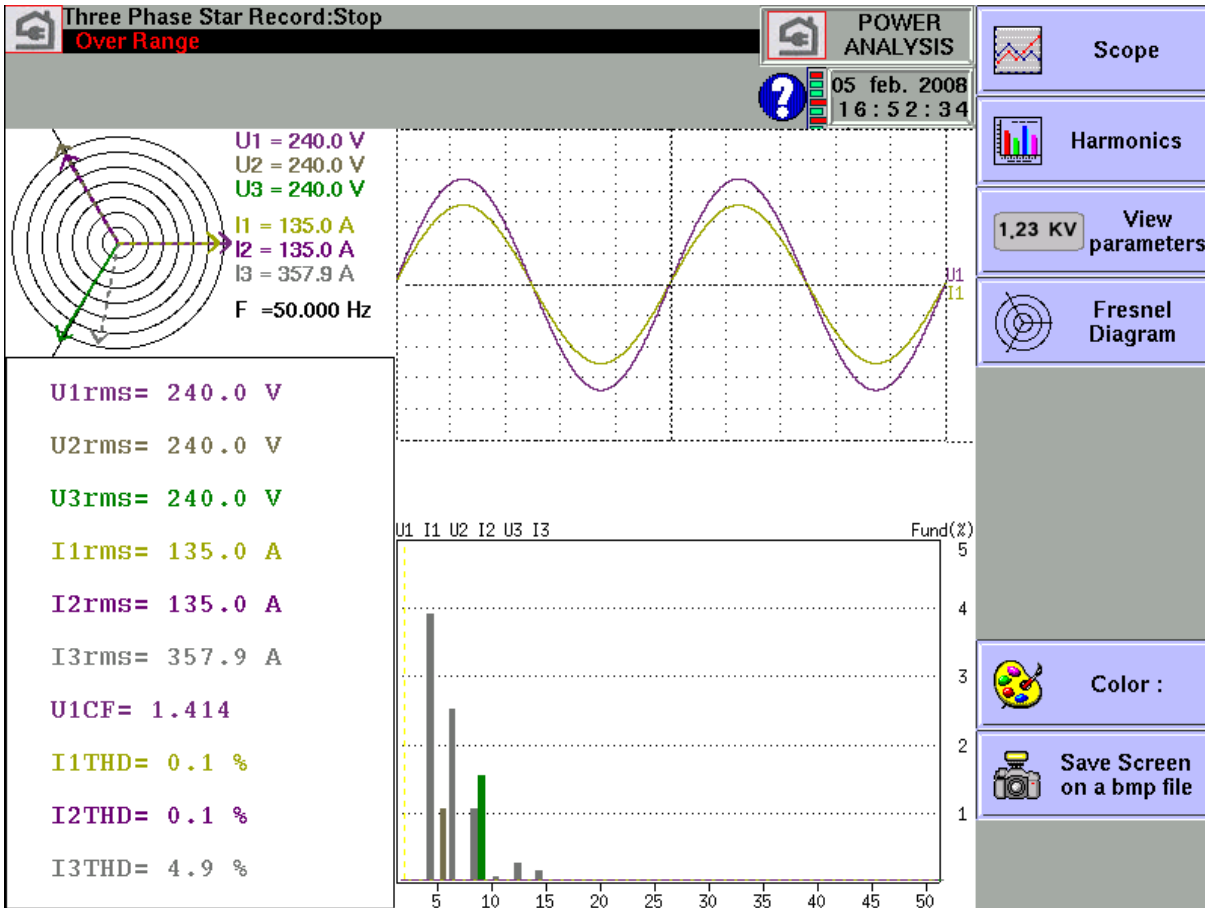 Three Phase Star Record:Stop
Over Range
POWER
ANALYSIS
?
05 feb. 2008
16:52:34
Scope
Harmonics
1.23 KV
View
parameters
Fresnel
Diagram
Color :
Save Screen
on a bmp file
U1 = 240.0 V
U2 = 240.0 V
U3 = 240.0 V
I1 = 135.0 A
I2 = 135.0 A
I3 = 357.9 A
F =50.000 Hz
U1
I1
U1rms= 240.0 V
U2rms= 240.0 V
U3rms= 240.0 V
I1rms= 135.0 A
I2rms= 135.0 A
I3rms= 357.9 A
U1CF= 1.414
I1THD= 0.1 %
I2THD= 0.1 %
I3THD= 4.9 %
U1 I1 U2 I2 U3 I3 Fund(%)
5
4
3
2
1
5 10 15 20 25 30 35 40 45 50